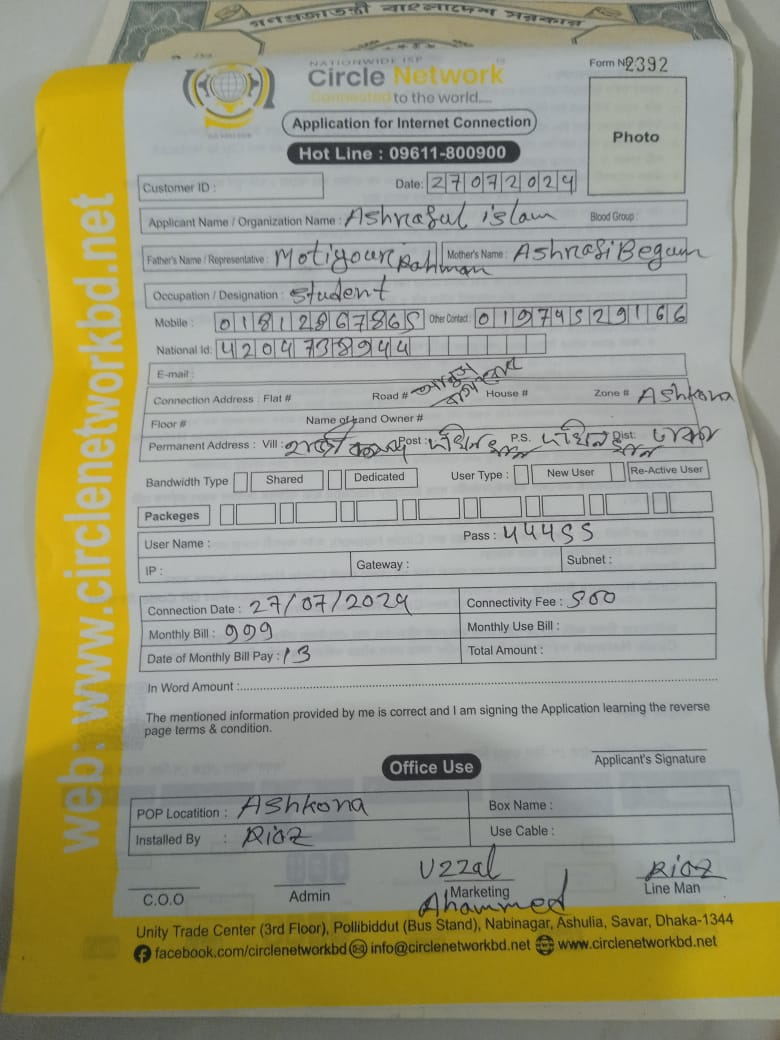 গণপ্রজাতন্ত্রী বাংলাদেশ সরকার
NATIONWIDE ISP
Circle Network
Connected to the world....
Form № 2392
Photo
Application for Internet Connection
Hot Line : 09611-800900
Customer ID :
Date: 27072024
Applicant Name / Organization Name : Ashraful islam Blood Group :
Father's Name / Representative : Motiyour Rahman Mother's Name : Ashrafi Begum
Occupation / Designation : Student
Mobile : 01812867865 Other Contact : 01974529166
National Id: 4204738944
E-mail :
Connection Address : Flat # Road # House # Zone # Ashkona
Floor # Name of Land Owner #
Permanent Address : Vill : Post : P.S. Dist:
Bandwidth Type Shared Dedicated User Type : New User Re-Active User
Packeges
User Name : Pass : 44455
IP : Gateway : Subnet :
Connection Date : 27/07/2024 Connectivity Fee : 500
Monthly Bill : 999 Monthly Use Bill :
Date of Monthly Bill Pay : 13 Total Amount :
In Word Amount :
The mentioned information provided by me is correct and I am signing the Application learning the reverse
page terms & condition.
Applicant's Signature
Office Use
POP Locatition : Ashkona Box Name :
Installed By : Riaz Use Cable :
Uzzal Riaz
C.O.O Admin Marketing Line Man
Ahammed
Unity Trade Center (3rd Floor), Pollibiddut (Bus Stand), Nabinagar, Ashulia, Savar, Dhaka-1344
facebook.com/circlenetworkbd info@circlenetworkbd.net www.circlenetworkbd.net
web: www.circlenetworkbd.net